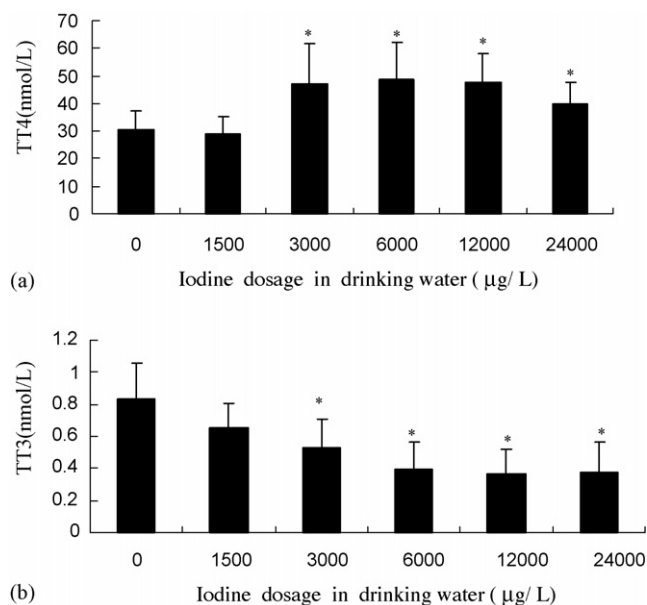 70
60
50
40
30
20
10
0
TT4(nmol/L)
* * * *
0 1500 3000 6000 12000 24000
(a) Iodine dosage in drinking water ( µg/ L)
1.2
1
0.8
0.6
0.4
0.2
0
TT3(nmol/L)
* * * *
0 1500 3000 6000 12000 24000
(b) Iodine dosage in drinking water ( µg/ L)